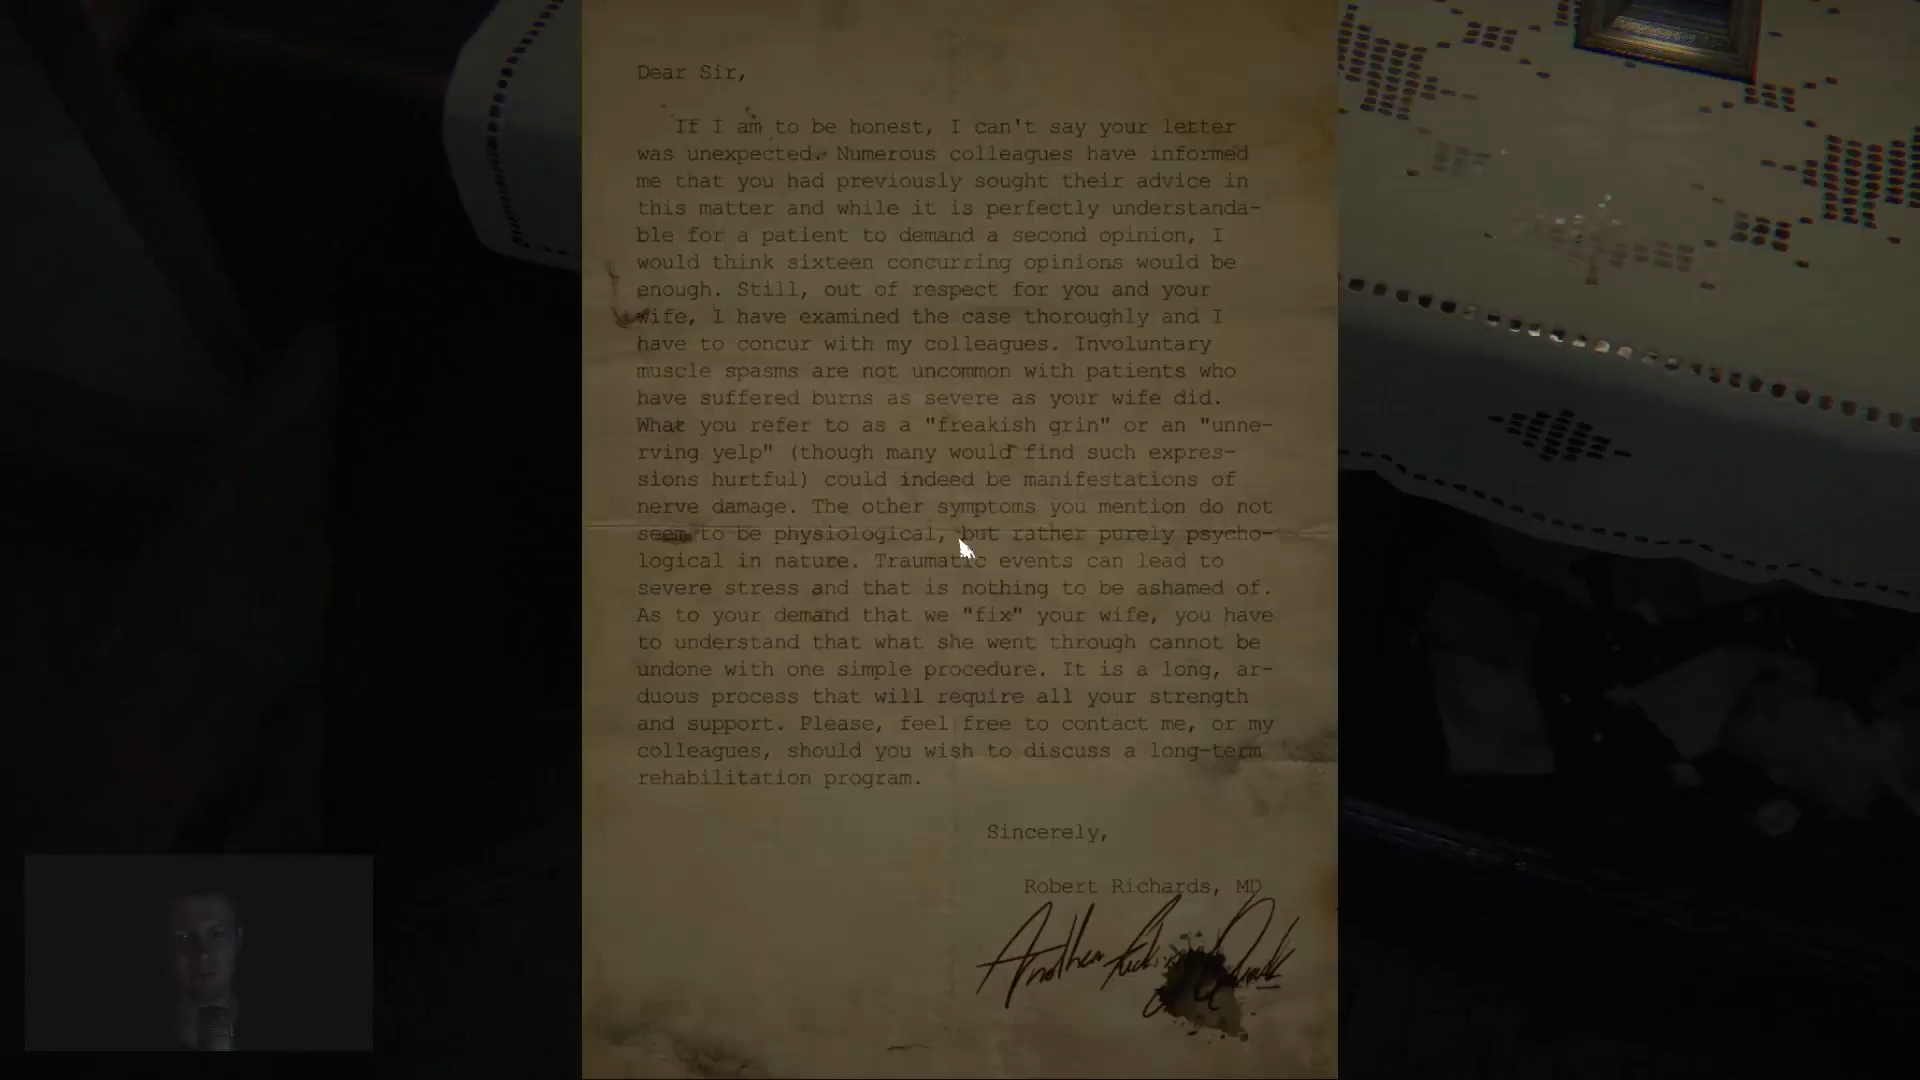 Dear Sir,
If I am to be honest, I can't say your letter
was unexpected. Numerous colleagues have informed
me that you had previously sought their advice in
this matter and while it is perfectly understanda-
ble for a patient to demand a second opinion, I
would think sixteen concurring opinions would be
enough. Still, out of respect for you and your
wife, I have examined the case thoroughly and I
have to concur with my colleagues. Involuntary
muscle spasms are not uncommon with patients who
have suffered burns as severe as your wife did.
What you refer to as a "freakish grin" or an "unne-
rving yelp" (though many would find such expres-
sions hurtful) could indeed be manifestations of
nerve damage. The other symptoms you mention do not
seem to be physiological, but rather purely psycho-
logical in nature. Traumatic events can lead to
severe stress and that is nothing to be ashamed of.
As to your demand that we "fix" your wife, you have
to understand that what she went through cannot be
undone with one simple procedure. It is a long, ar-
duous process that will require all your strength
and support. Please, feel free to contact me, or my
colleagues, should you wish to discuss a long-term
rehabilitation program.
Sincerely,
Robert Richards, MD
Another